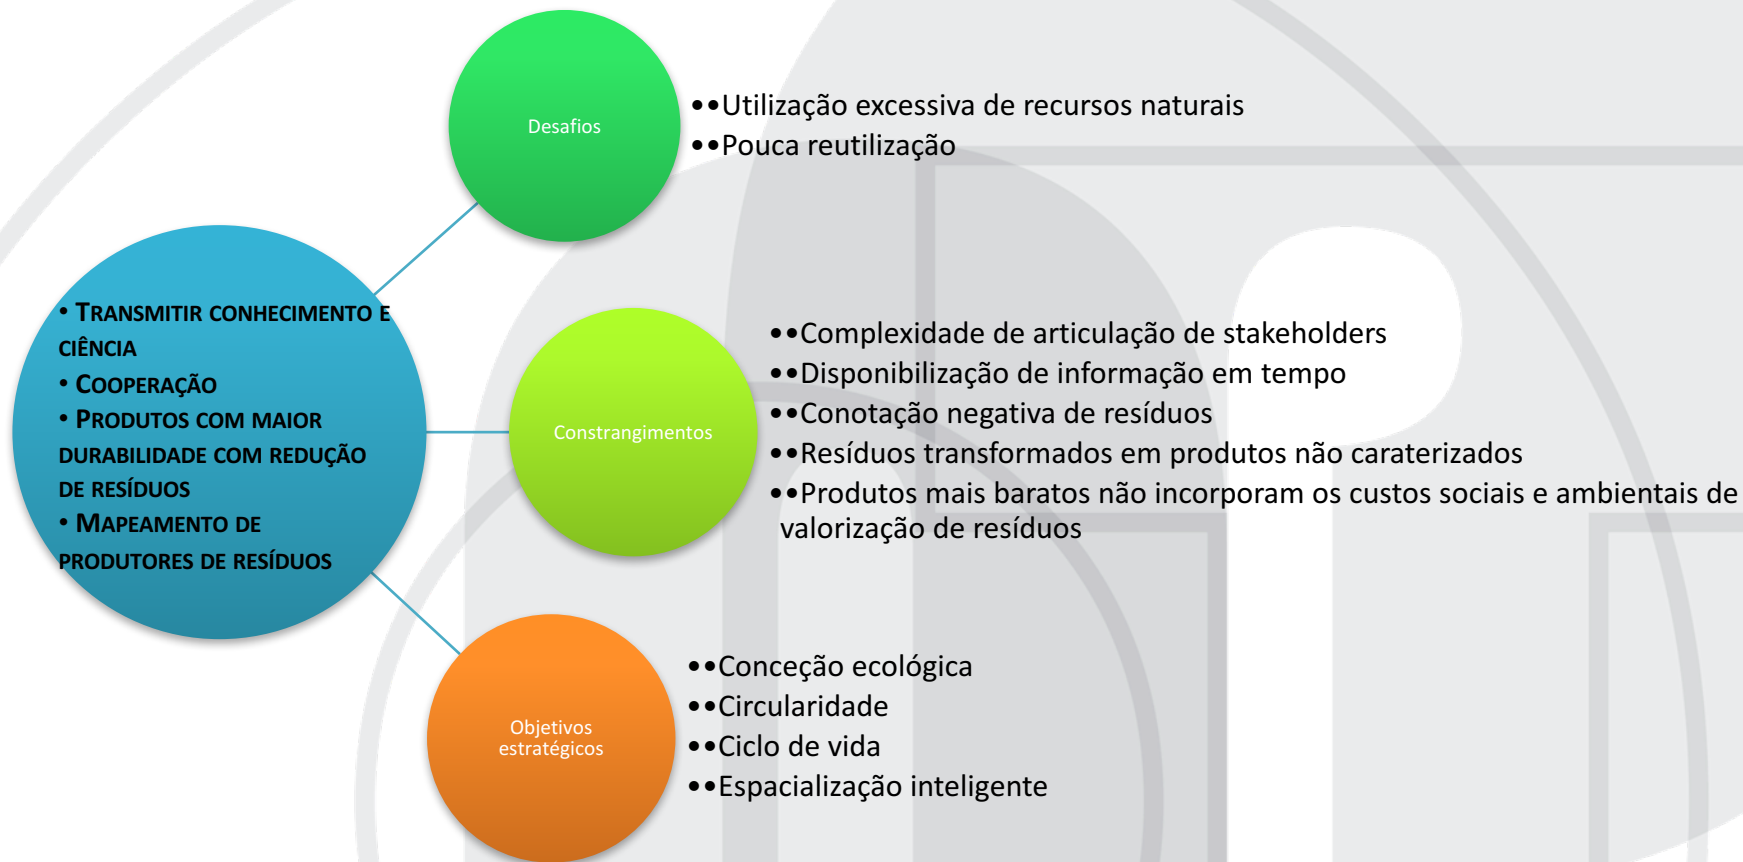 Desafios
••Utilização excessiva de recursos naturais
••Pouca reutilização
• TRANSMITIR CONHECIMENTO E
CIÊNCIA
• COOPERAÇÃO
• PRODUTOS COM MAIOR
DURABILIDADE COM REDUÇÃO
DE RESÍDUOS
• MAPEAMENTO DE
PRODUTORES DE RESÍDUOS
Constrangimentos
••Complexidade de articulação de stakeholders
••Disponibilização de informação em tempo
••Conotação negativa de resíduos
••Resíduos transformados em produtos não caraterizados
••Produtos mais baratos não incorporam os custos sociais e ambientais de
valorização de resíduos
Objetivos
estratégicos
••Conceção ecológica
••Circularidade
••Ciclo de vida
••Espacialização inteligente